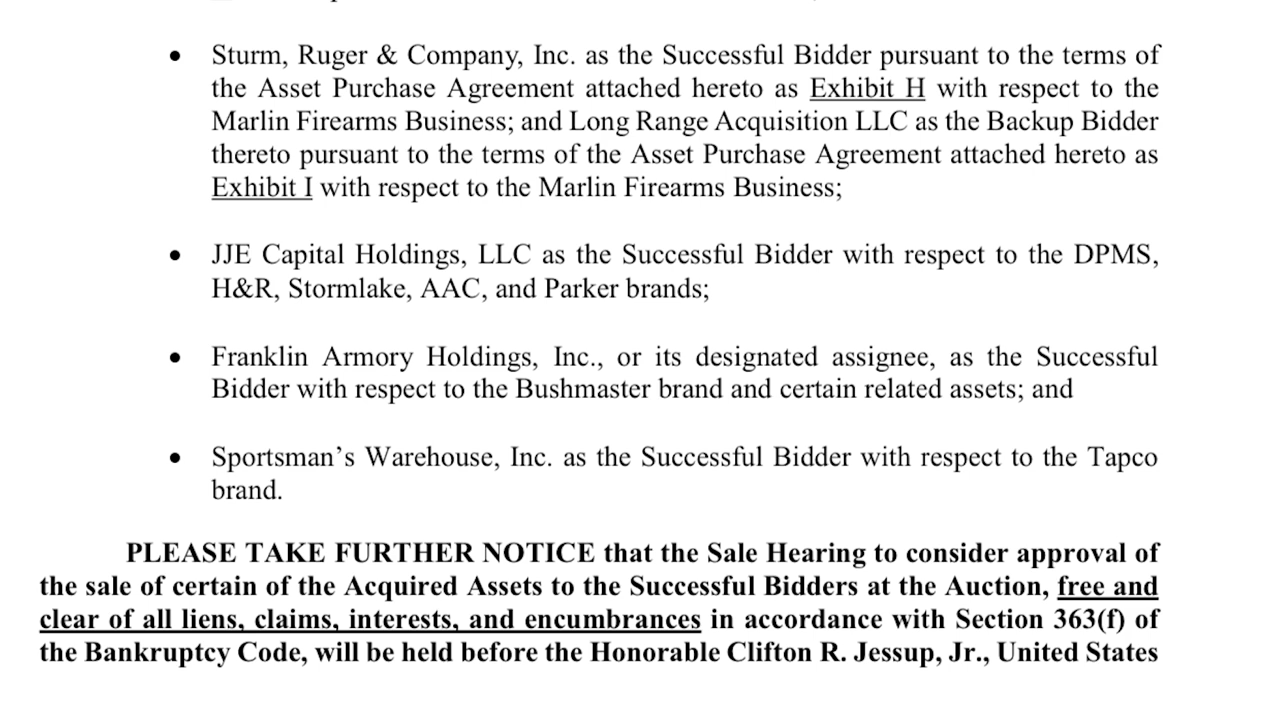 • Sturm, Ruger & Company, Inc. as the Successful Bidder pursuant to the terms of
the Asset Purchase Agreement attached hereto as Exhibit H with respect to the
Marlin Firearms Business; and Long Range Acquisition LLC as the Backup Bidder
thereto pursuant to the terms of the Asset Purchase Agreement attached hereto as
Exhibit I with respect to the Marlin Firearms Business;
• JJE Capital Holdings, LLC as the Successful Bidder with respect to the DPMS,
H&R, Stormlake, AAC, and Parker brands;
• Franklin Armory Holdings, Inc., or its designated assignee, as the Successful
Bidder with respect to the Bushmaster brand and certain related assets; and
• Sportsman’s Warehouse, Inc. as the Successful Bidder with respect to the Tapco
brand.
PLEASE TAKE FURTHER NOTICE that the Sale Hearing to consider approval of
the sale of certain of the Acquired Assets to the Successful Bidders at the Auction, free and
clear of all liens, claims, interests, and encumbrances in accordance with Section 363(f) of
the Bankruptcy Code, will be held before the Honorable Clifton R. Jessup, Jr., United States